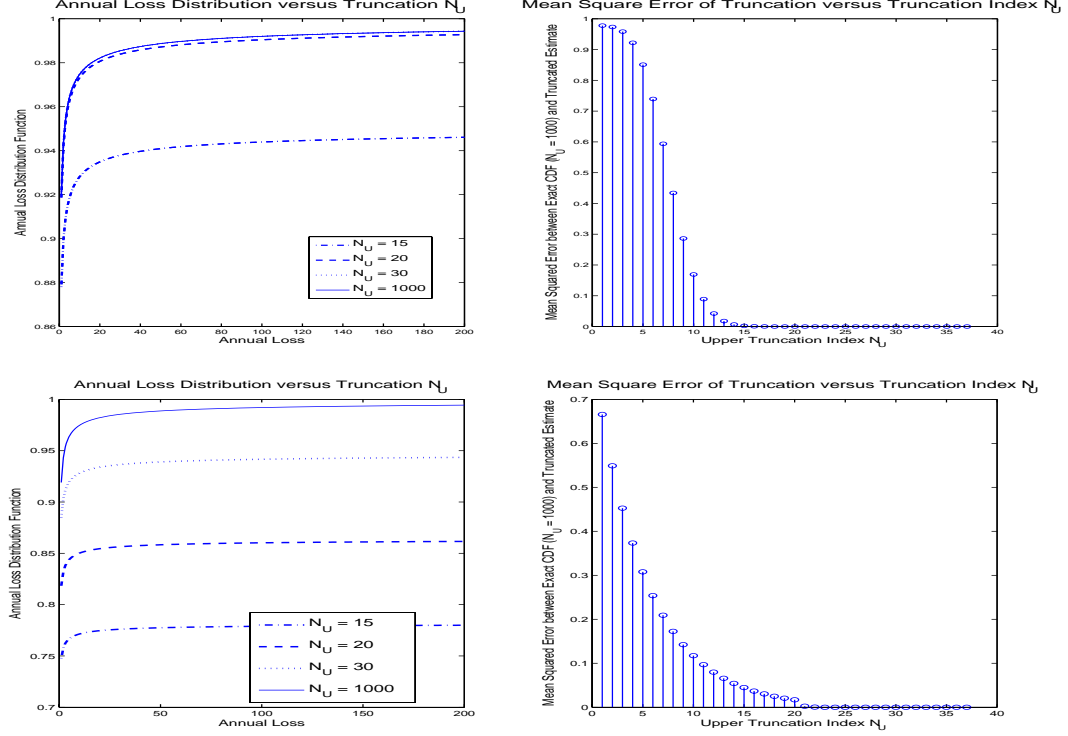 Annual Loss Distribution versus Truncation N_U
1
0.98
0.96
0.94
0.92
0.9
0.88
0.86
Annual Loss Distribution Function
N_U = 15
N_U = 20
N_U = 30
N_U = 1000
0 20 40 60 80 100 120 140 160 180 200
Annual Loss
Mean Square Error of Truncation versus Truncation Index N_U
1
0.9
0.8
0.7
0.6
0.5
0.4
0.3
0.2
0.1
0
Mean Squared Error between Exact CDF (N_U = 1000) and Truncated Estimate
0 5 10 15 20 25 30 35 40
Upper Truncation Index N_U
Annual Loss Distribution versus Truncation N_U
1
0.95
0.9
0.85
0.8
0.75
0.7
Annual Loss Distribution Function
N_U = 15
N_U = 20
N_U = 30
N_U = 1000
0 50 100 150 200
Annual Loss
Mean Square Error of Truncation versus Truncation Index N_U
0.7
0.6
0.5
0.4
0.3
0.2
0.1
0
Mean Squared Error between Exact CDF (N_U = 1000) and Truncated Estimate
0 5 10 15 20 25 30 35 40
Upper Truncation Index N_U